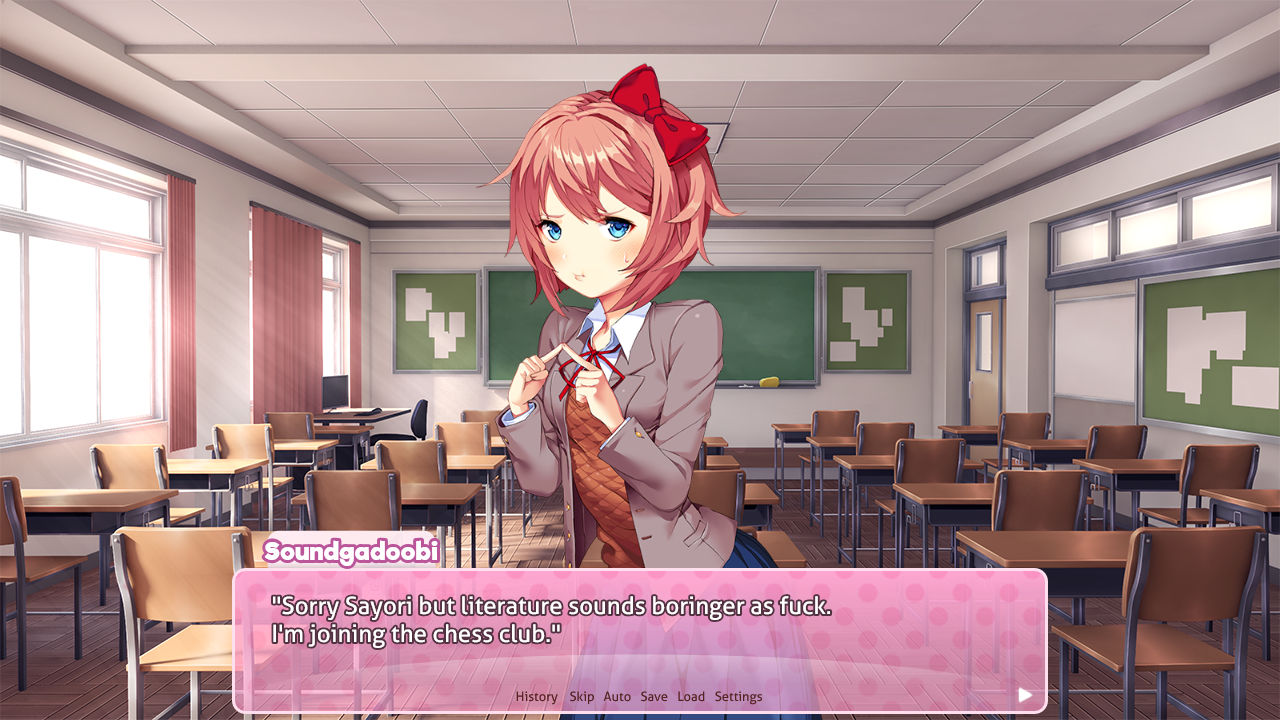 Soundgadoobi
"Sorry Sayori but literature sounds boringer as fuck.
I'm joining the chess club."
History Skip Auto Save Load Settings